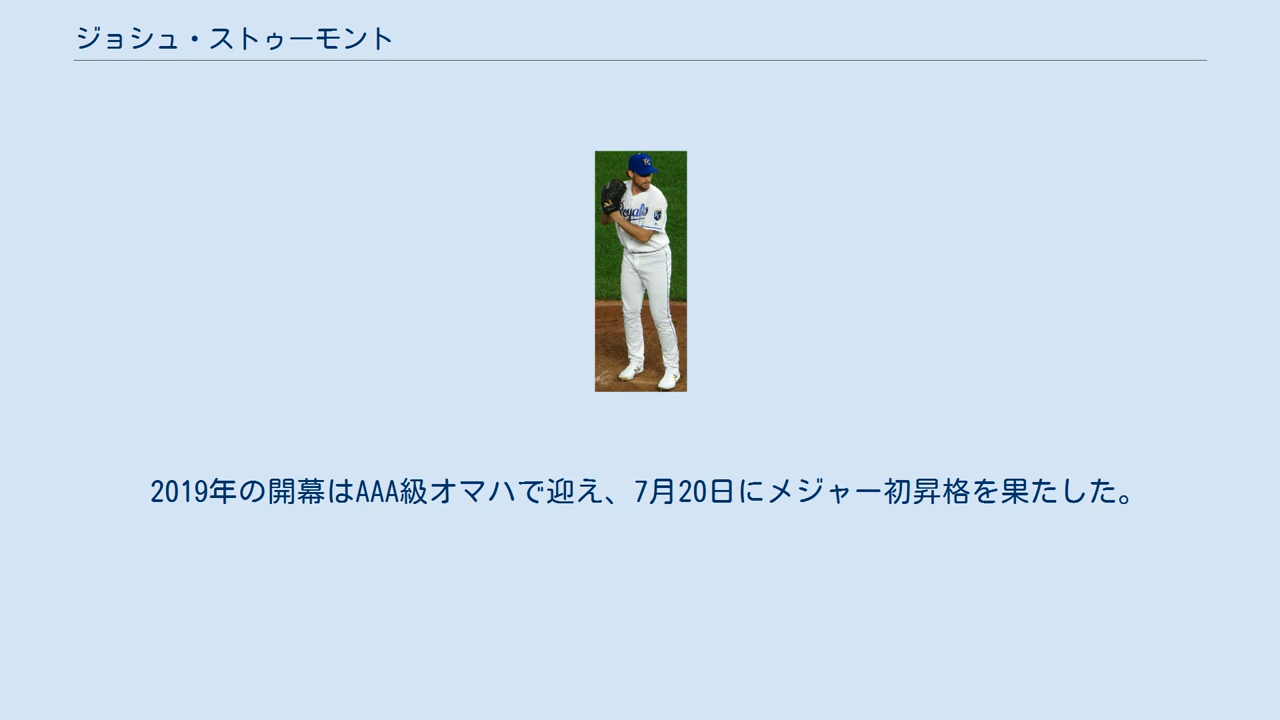 ジョシュ・ストゥーモント
Royals
2019年の開幕はAAA級オマハで迎え、7月20日にメジャー初昇格を果たした。